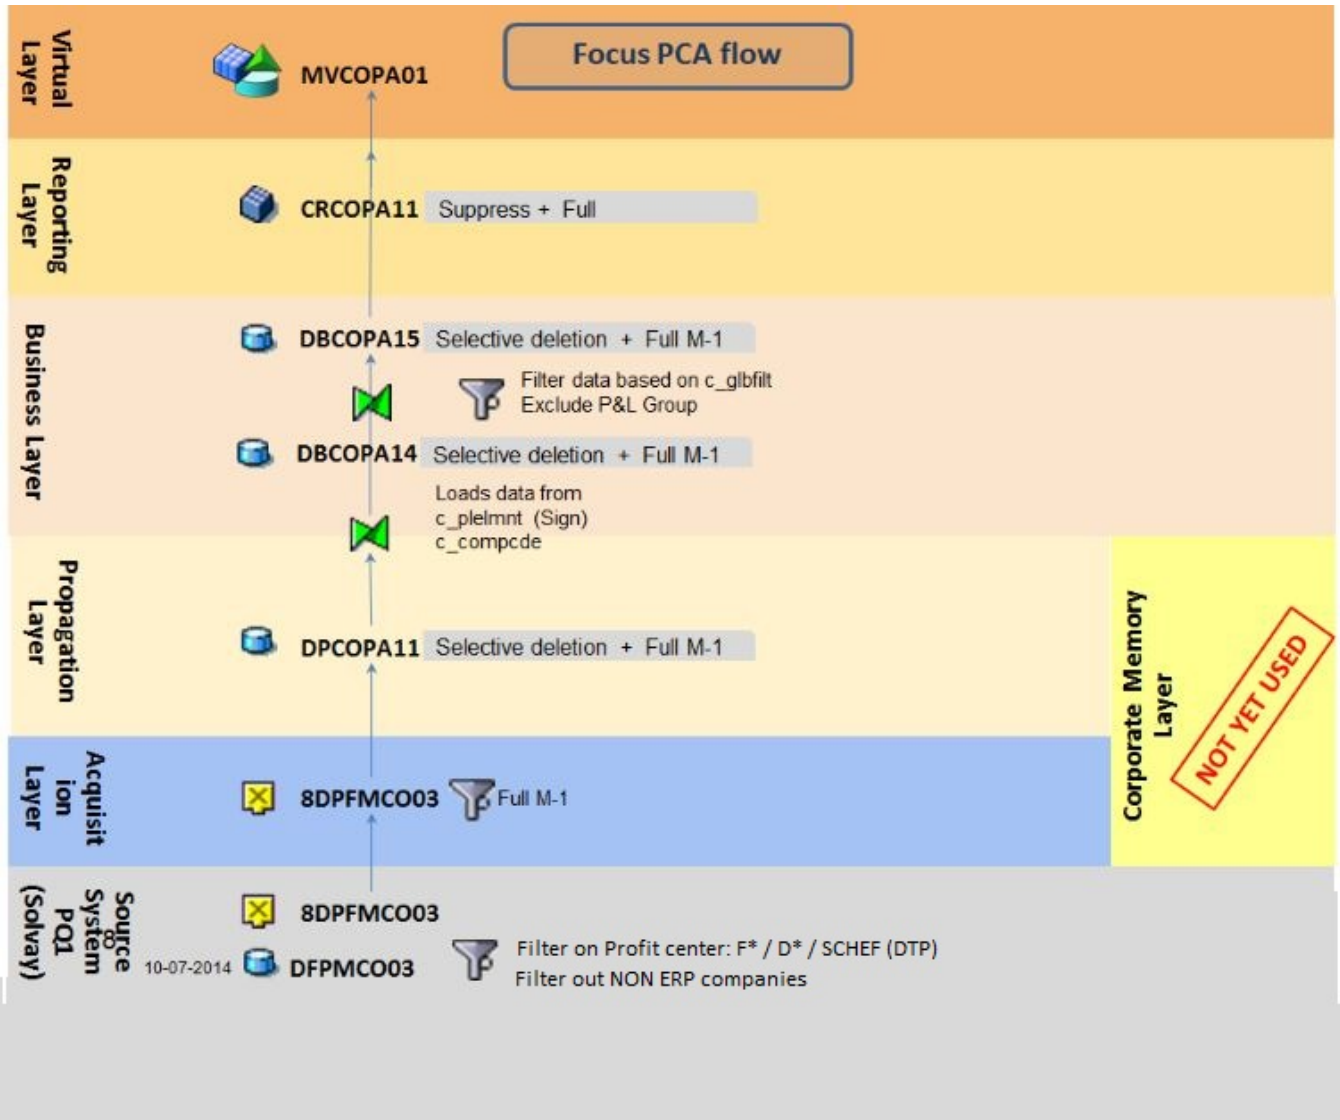 Virtual
Layer
MVCOPA01
Focus PCA flow
Reporting
Layer
CRCOPA11
Suppress + Full
Business Layer
DBCOPA15
Selective deletion + Full M-1
Filter data based on c_glbfilt
Exclude P&L Group
DBCOPA14
Selective deletion + Full M-1
Loads data from
c_plelmnt (Sign)
c_compcde
Propagation
Layer
DPCOPA11
Selective deletion + Full M-1
Corporate Memory
Layer
NOT YET USED
Acquisit
ion
Layer
8DPFMCO03
Full M-1
Source
System
PQ1
(Solvay)
8
8DPFMCO03
10-07-2014
DFPMCO03
Filter on Profit center: F* / D* / SCHEF (DTP)
Filter out NON ERP companies